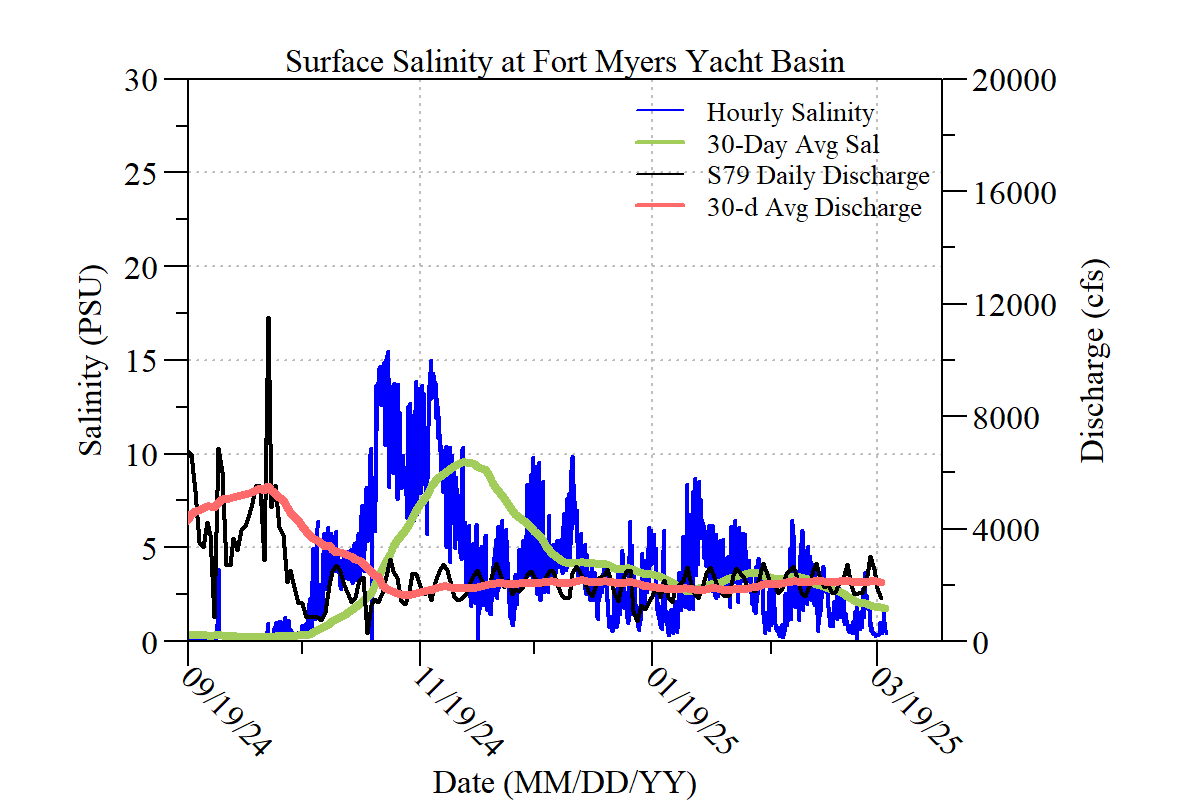 Surface Salinity at Fort Myers Yacht Basin
30
25
20
15
10
5
0
Salinity (PSU)
Hourly Salinity
30-Day Avg Sal
S79 Daily Discharge
30-d Avg Discharge
20000
16000
12000
8000
4000
0
Discharge (cfs)
09/19/24
11/19/24
01/19/25
03/19/25
Date (MM/DD/YY)